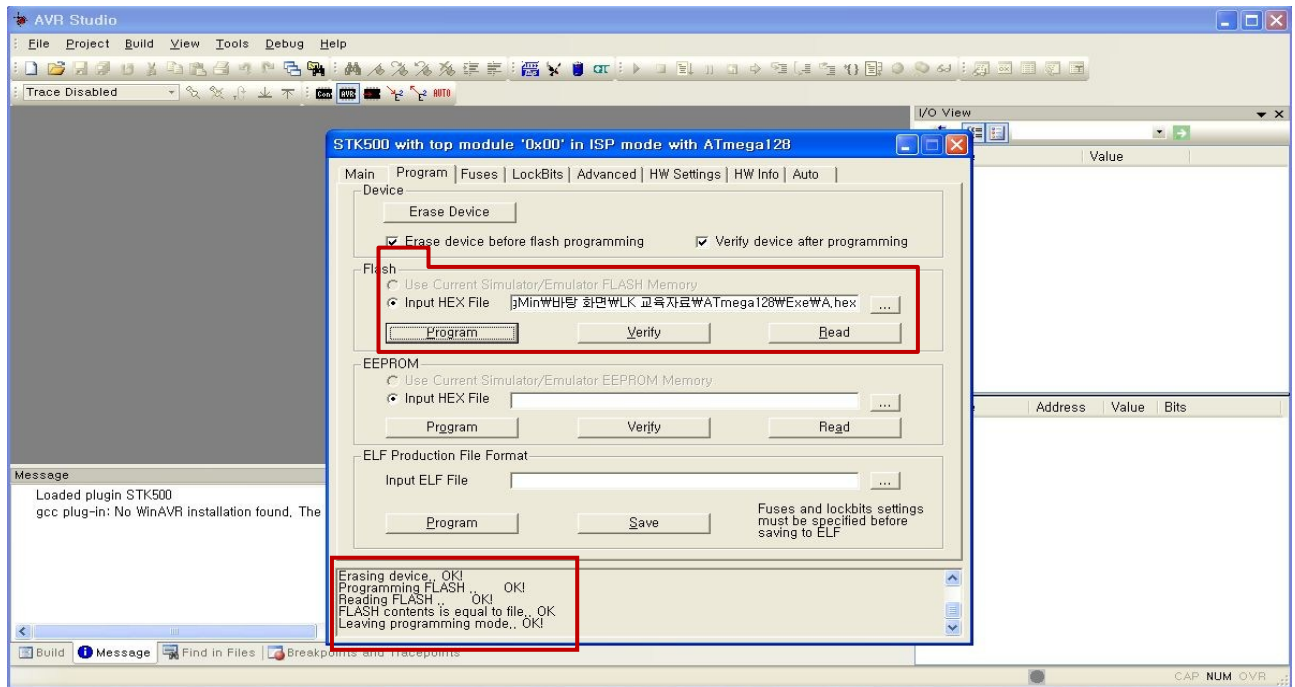 AVR Studio
File Project Build View Tools Debug Help
Trace Disabled Con AVR AUTO
I/O View
Value
STK500 with top module '0x00' in ISP mode with ATmega128
Main Program Fuses LockBits Advanced HW Settings HW Info Auto
Device
Erase Device
Erase device before flash programming Verify device after programming
Flash
Use Current Simulator/Emulator FLASH Memory
Input HEX File gMin₩바탕 화면₩LK 교육자료₩ATmega128₩Exe₩A.hex ...
Program Verify Read
EEPROM
Use Current Simulator/Emulator EEPROM Memory
Input HEX File ...
Program Verify Read
Address Value Bits
ELF Production File Format
Input ELF File ...
Program Save Fuses and lockbits settings
must be specified before
saving to ELF
Message
Loaded plugin STK500
gcc plug-in: No WinAVR installation found, The
Erasing device.. OK!
Programming FLASH .. OK!
Reading FLASH .. OK!
FLASH contents is equal to file.. OK
Leaving programming mode.. OK!
Build Message Find in Files Breakpoints and Tracepoints
CAP NUM OVR